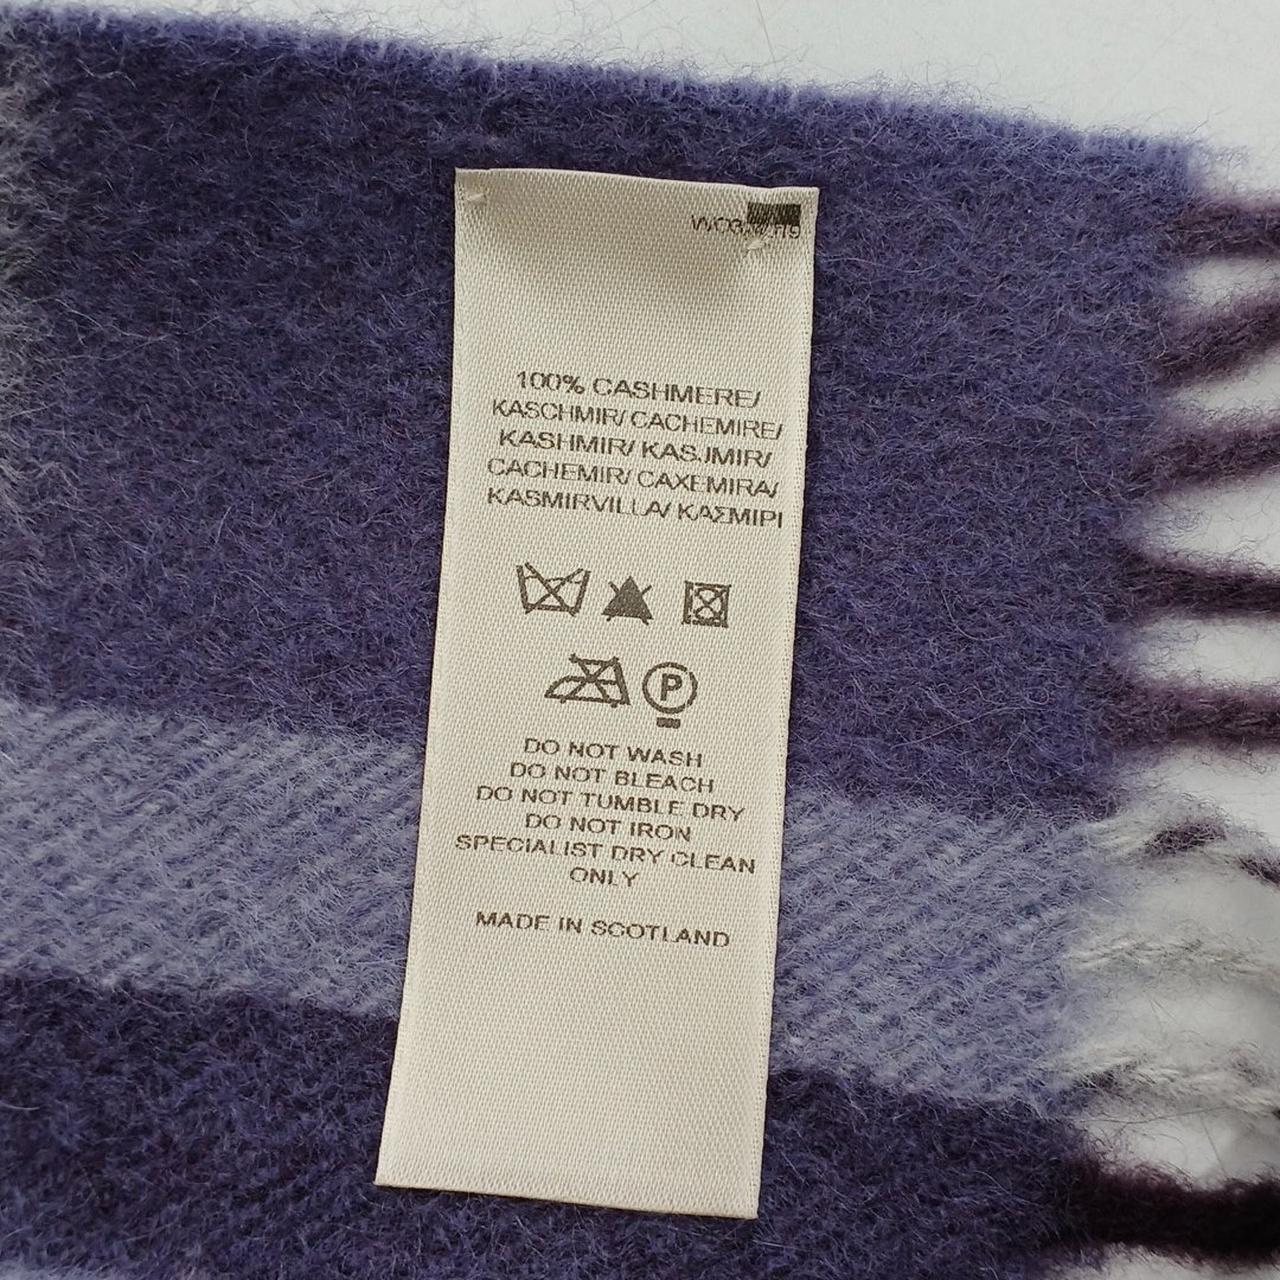 100% CASHMERE/
KASCHMIR/ CACHEMIRE/
KASHMIR/ KASJMIR/
CACHEMIR/ CAXEMIRA/
KASMIRVILLA/ ΚΑΣΜΙΡΙ
P
DO NOT WASH
DO NOT BLEACH
DO NOT TUMBLE DRY
DO NOT IRON
SPECIALIST DRY CLEAN
ONLY
MADE IN SCOTLAND